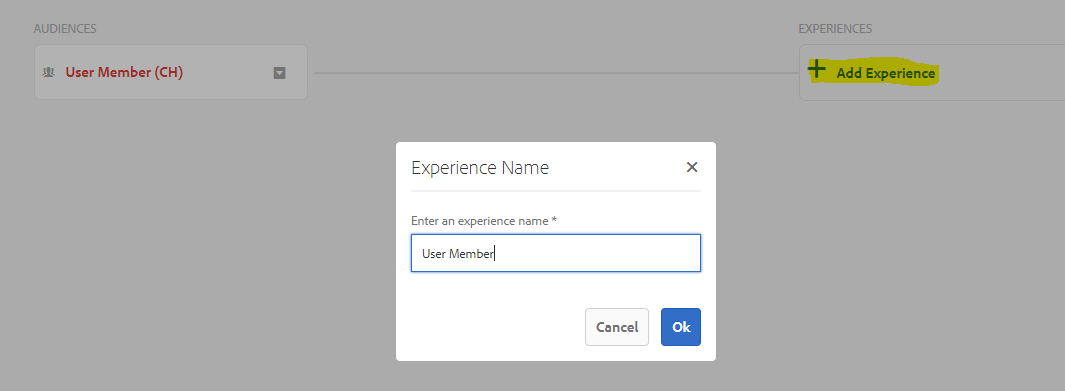 AUDIENCES
EXPERIENCES
User Member (CH)
Add Experience
Experience Name
Enter an experience name *
User Member
Cancel
Ok